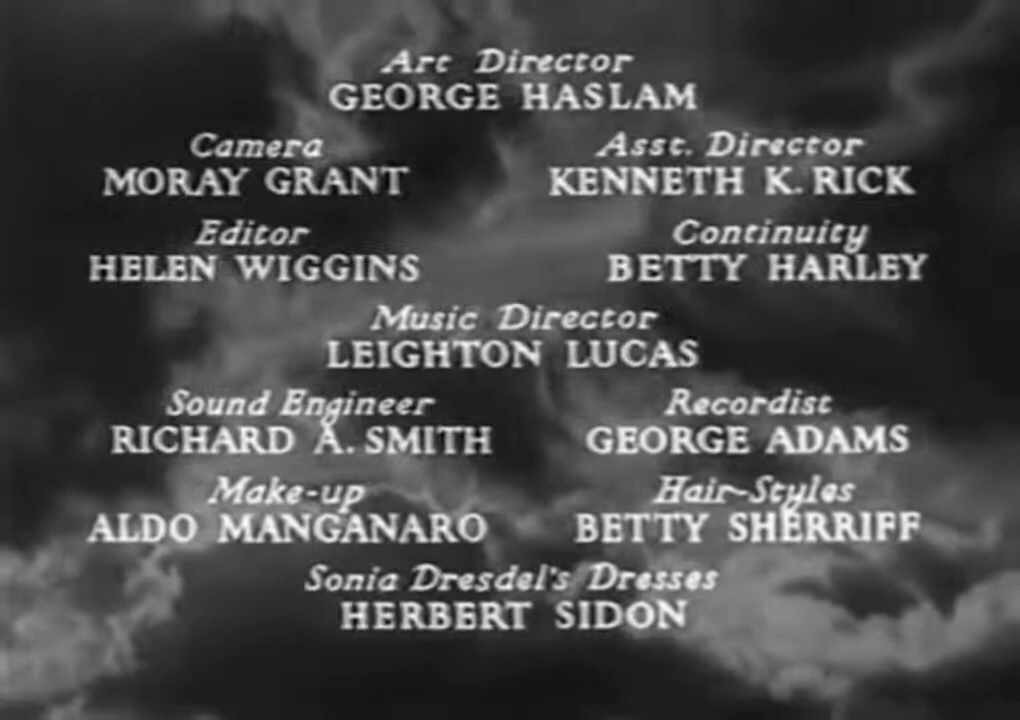 Art Director
GEORGE HASLAM
Camera
MORAY GRANT
Asst. Director
KENNETH K. RICK
Editor
HELEN WIGGINS
Continuity
BETTY HARLEY
Music Director
LEIGHTON LUCAS
Sound Engineer
RICHARD A. SMITH
Recordist
GEORGE ADAMS
Make-up
ALDO MANGANARO
Hair-Styles
BETTY SHERRIFF
Sonia Dresdel's Dresses
HERBERT SIDON